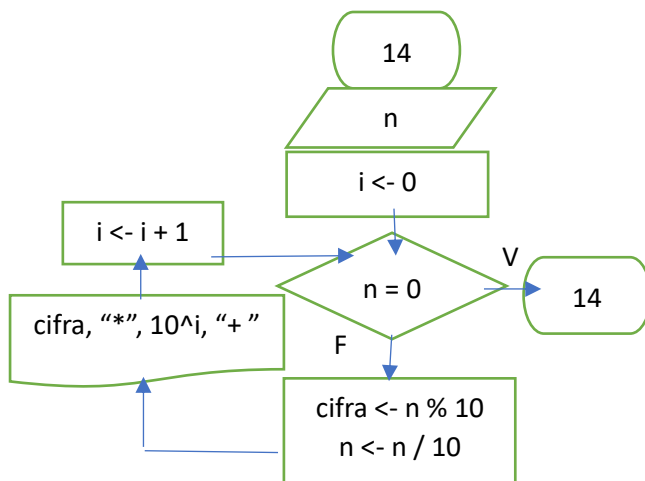 14
n
i <- 0
i <- i + 1
n = 0
V
14
cifra, “*”, 10^i, “+ ”
F
cifra <- n % 10
n <- n / 10